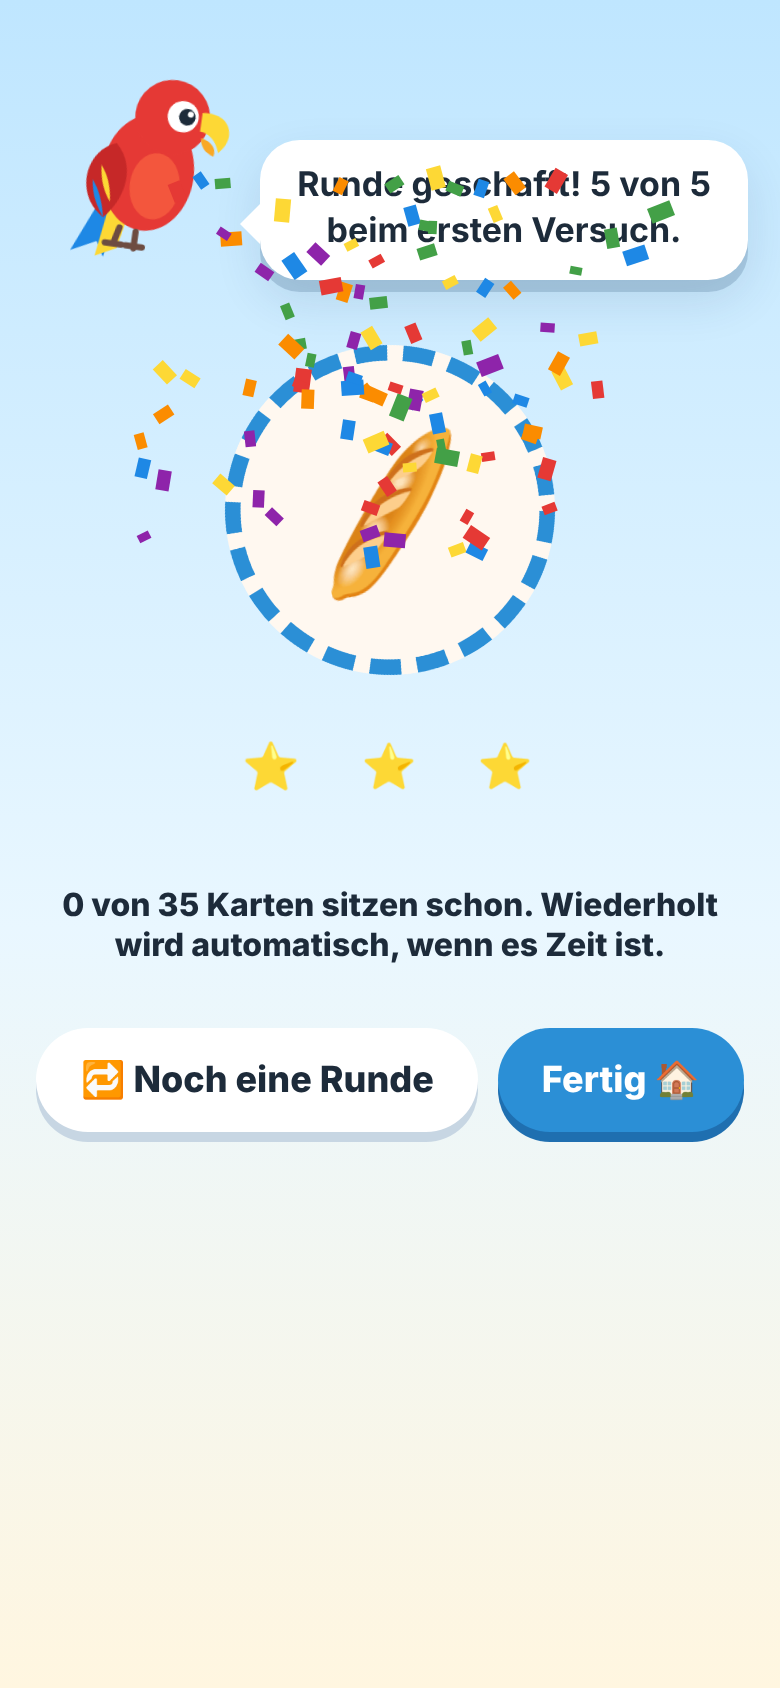 Runde geschafft! 5 von 5
beim ersten Versuch.
0 von 35 Karten sitzen schon. Wiederholt
wird automatisch, wenn es Zeit ist.
Noch eine Runde
Fertig